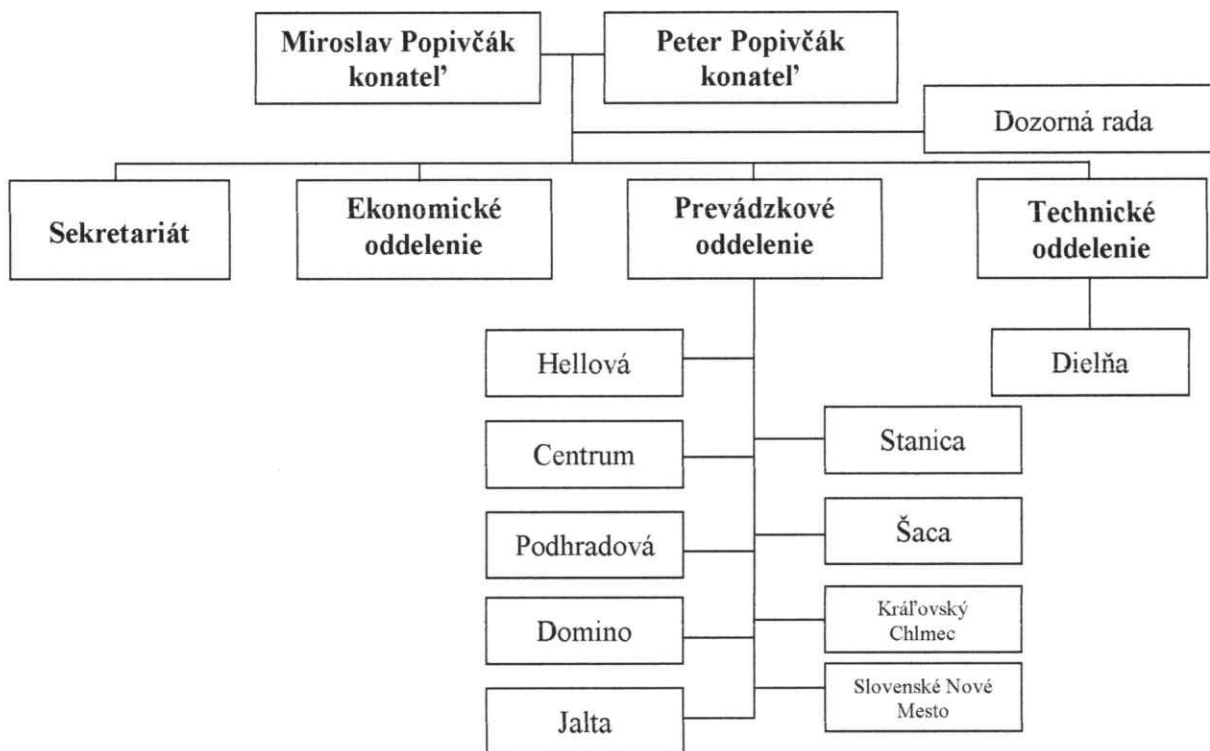 Miroslav Popivčák
konateľ
Peter Popivčák
konateľ
Dozorná rada
Sekretariát
Ekonomické
oddelenie
Prevádzkové
oddelenie
Technické
oddelenie
Hellová
Dielňa
Centrum
Stanica
Podhradová
Šaca
Domino
Kráľovský
Chlmec
Jalta
Slovenské Nové
Mesto